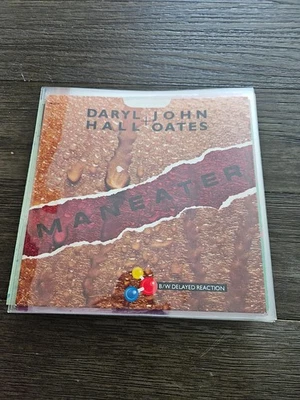 DARYL JOHN
HALL OATES
MANEATER
B/W DELAYED REACTION